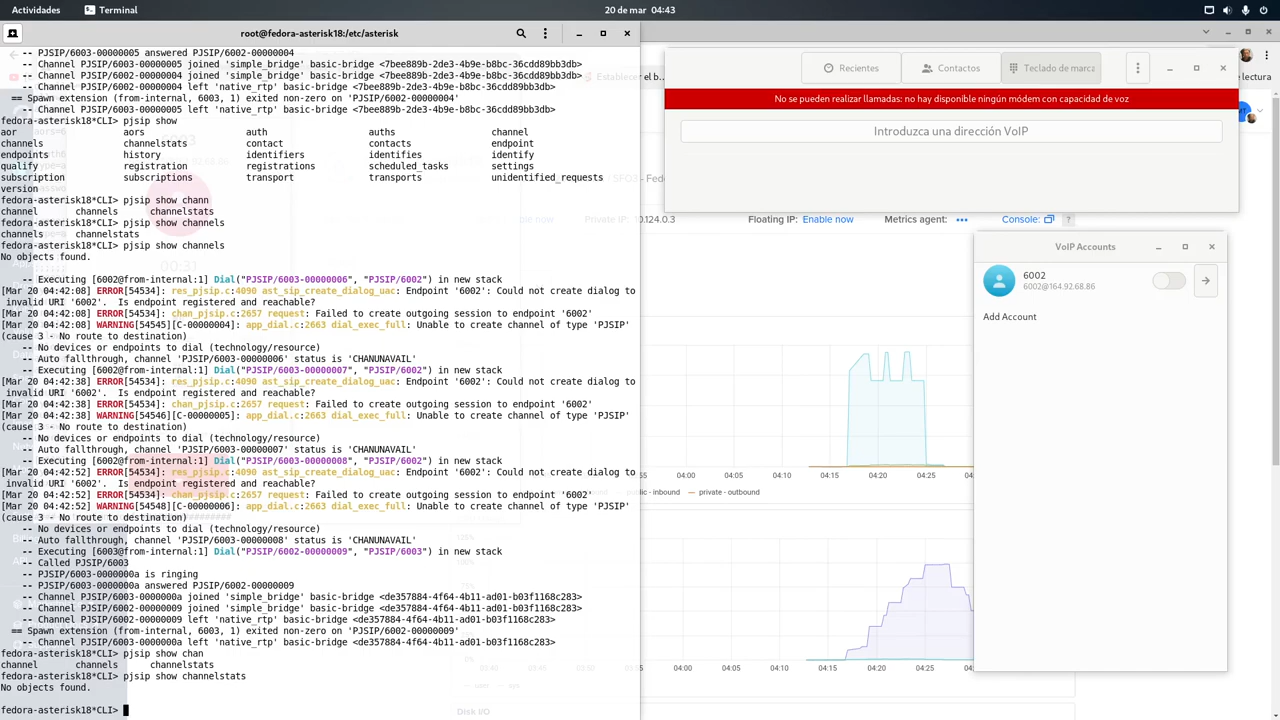 Actividades
Terminal
20 de mar 04:43
root@fedora-asterisk18:/etc/asterisk
-- PJSIP/6003-00000005 answered PJSIP/6002-00000004
-- Channel PJSIP/6003-00000005 joined 'simple_bridge' basic-bridge <7bee889b-2de3-4b9e-b8bc-36cdd89bb3db>
-- Channel PJSIP/6002-00000004 joined 'simple_bridge' basic-bridge <7bee889b-2de3-4b9e-b8bc-36cdd89bb3db>
-- Channel PJSIP/6002-00000004 left 'native_rtp' basic-bridge <7bee889b-2de3-4b9e-b8bc-36cdd89bb3db>
== Spawn extension (from-internal, 6003, 1) exited non-zero on 'PJSIP/6002-00000004'
-- Channel PJSIP/6003-00000005 left 'native_rtp' basic-bridge <7bee889b-2de3-4b9e-b8bc-36cdd89bb3db>
fedora-asterisk18*CLI> pjsip show
aor aors auth auths channel
channels channelstats contact contacts endpoint
endpoints history identifiers identifies identify
qualify registration registrations scheduled_tasks settings
subscription subscriptions transport transports unidentified_requests
version
fedora-asterisk18*CLI> pjsip show chann
channel channels channelstats
fedora-asterisk18*CLI> pjsip show channels
channels channelstats
fedora-asterisk18*CLI> pjsip show channels
No objects found.
-- Executing [6002@from-internal:1] Dial("PJSIP/6003-00000006", "PJSIP/6002") in new stack
[Mar 20 04:42:08] ERROR[54534]: res_pjsip.c:4090 ast_sip_create_dialog_uac: Endpoint '6002': Could not create dialog to
invalid URI '6002'. Is endpoint registered and reachable?
[Mar 20 04:42:08] ERROR[54534]: chan_pjsip.c:2657 request: Failed to create outgoing session to endpoint '6002'
[Mar 20 04:42:08] WARNING[54545][C-00000004]: app_dial.c:2663 dial_exec_full: Unable to create channel of type 'PJSIP'
(cause 3 - No route to destination)
-- No devices or endpoints to dial (technology/resource)
-- Auto fallthrough, channel 'PJSIP/6003-00000006' status is 'CHANUNAVAIL'
-- Executing [6002@from-internal:1] Dial("PJSIP/6003-00000007", "PJSIP/6002") in new stack
[Mar 20 04:42:38] ERROR[54534]: res_pjsip.c:4090 ast_sip_create_dialog_uac: Endpoint '6002': Could not create dialog to
invalid URI '6002'. Is endpoint registered and reachable?
[Mar 20 04:42:38] ERROR[54534]: chan_pjsip.c:2657 request: Failed to create outgoing session to endpoint '6002'
[Mar 20 04:42:38] WARNING[54546][C-00000005]: app_dial.c:2663 dial_exec_full: Unable to create channel of type 'PJSIP'
(cause 3 - No route to destination)
-- No devices or endpoints to dial (technology/resource)
-- Auto fallthrough, channel 'PJSIP/6003-00000007' status is 'CHANUNAVAIL'
-- Executing [6002@from-internal:1] Dial("PJSIP/6003-00000008", "PJSIP/6002") in new stack
[Mar 20 04:42:52] ERROR[54534]: res_pjsip.c:4090 ast_sip_create_dialog_uac: Endpoint '6002': Could not create dialog to
invalid URI '6002'. Is endpoint registered and reachable?
[Mar 20 04:42:52] ERROR[54534]: chan_pjsip.c:2657 request: Failed to create outgoing session to endpoint '6002'
[Mar 20 04:42:52] WARNING[54548][C-00000006]: app_dial.c:2663 dial_exec_full: Unable to create channel of type 'PJSIP'
(cause 3 - No route to destination)
-- No devices or endpoints to dial (technology/resource)
-- Auto fallthrough, channel 'PJSIP/6003-00000008' status is 'CHANUNAVAIL'
-- Executing [6003@from-internal:1] Dial("PJSIP/6002-00000009", "PJSIP/6003") in new stack
-- Called PJSIP/6003
-- PJSIP/6003-0000000a is ringing
-- PJSIP/6003-0000000a answered PJSIP/6002-00000009
-- Channel PJSIP/6003-0000000a joined 'simple_bridge' basic-bridge <de357884-4f64-4b11-ad01-b03f1168c283>
-- Channel PJSIP/6002-00000009 joined 'simple_bridge' basic-bridge <de357884-4f64-4b11-ad01-b03f1168c283>
-- Channel PJSIP/6002-00000009 left 'native_rtp' basic-bridge <de357884-4f64-4b11-ad01-b03f1168c283>
== Spawn extension (from-internal, 6003, 1) exited non-zero on 'PJSIP/6002-00000009'
-- Channel PJSIP/6003-0000000a left 'native_rtp' basic-bridge <de357884-4f64-4b11-ad01-b03f1168c283>
fedora-asterisk18*CLI> pjsip show chan
channel channels channelstats
fedora-asterisk18*CLI> pjsip show channelstats
No objects found.
fedora-asterisk18*CLI>
Establecer el b...
lectura
Recientes
Contactos
Teclado de marca
No se pueden realizar llamadas: no hay disponible ningún módem con capacidad de voz
Introduzca una dirección VoIP
SFO3 - Fedo
Private IP: 10.124.0.3
Floating IP: Enable now
Metrics agent:
Console:
?
VoIP Accounts
6002
6002@164.92.68.86
Add Account
04:00 04:05 04:10 04:15 04:20 04:25 04:
public - inbound
private - outbound
04:00 04:05 04:10 04:15 04:20 04:25 04:
Disk I/O